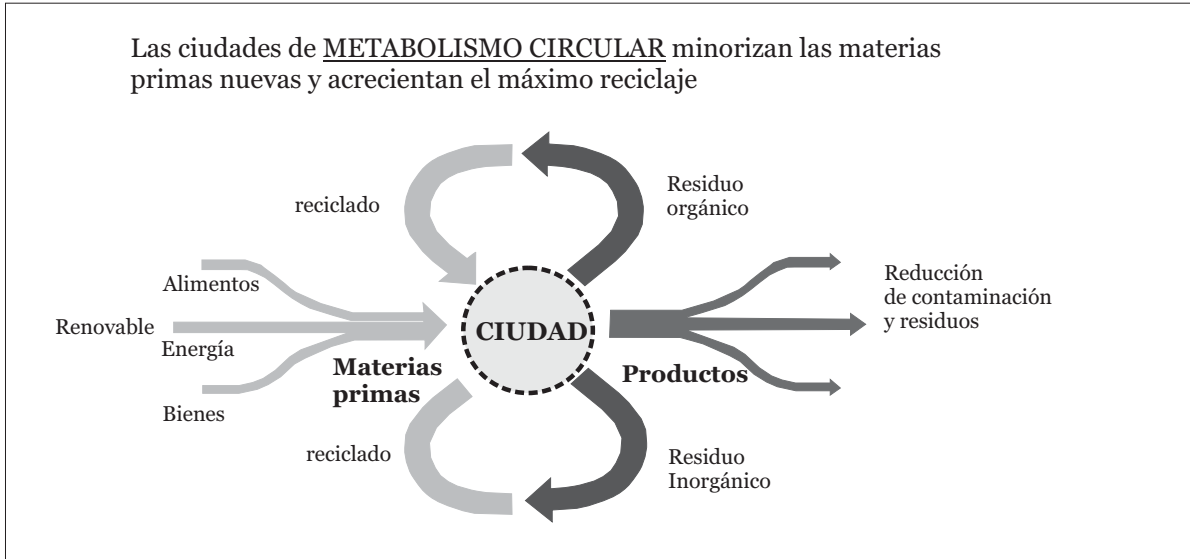 Las ciudades de METABOLISMO CIRCULAR minorizan las materias
primas nuevas y acrecientan el máximo reciclaje
reciclado
Residuo
orgánico
Alimentos
Renovable
Energía
Bienes
Materias
primas
CIUDAD
Productos
Reducción
de contaminación
y residuos
reciclado
Residuo
Inorgánico